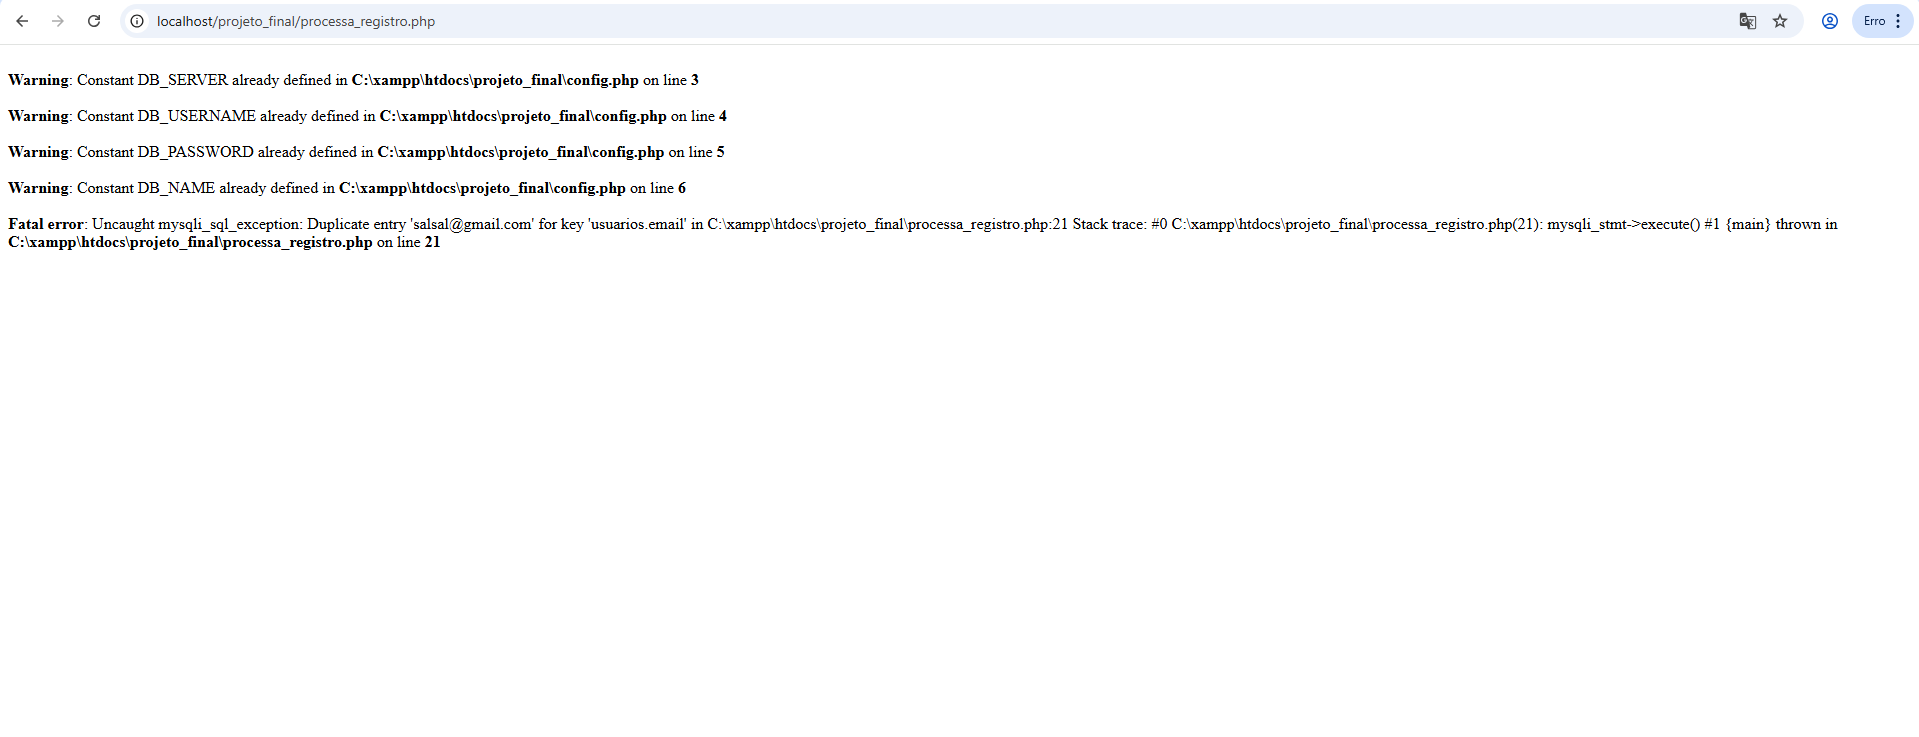 localhost/projeto_final/processa_registro.php
Erro
Warning: Constant DB_SERVER already defined in C:\xampp\htdocs\projeto_final\config.php on line 3
Warning: Constant DB_USERNAME already defined in C:\xampp\htdocs\projeto_final\config.php on line 4
Warning: Constant DB_PASSWORD already defined in C:\xampp\htdocs\projeto_final\config.php on line 5
Warning: Constant DB_NAME already defined in C:\xampp\htdocs\projeto_final\config.php on line 6
Fatal error: Uncaught mysqli_sql_exception: Duplicate entry 'salsal@gmail.com' for key 'usuarios.email' in C:\xampp\htdocs\projeto_final\processa_registro.php:21 Stack trace: #0 C:\xampp\htdocs\projeto_final\processa_registro.php(21): mysqli_stmt->execute() #1 {main} thrown in
C:\xampp\htdocs\projeto_final\processa_registro.php on line 21